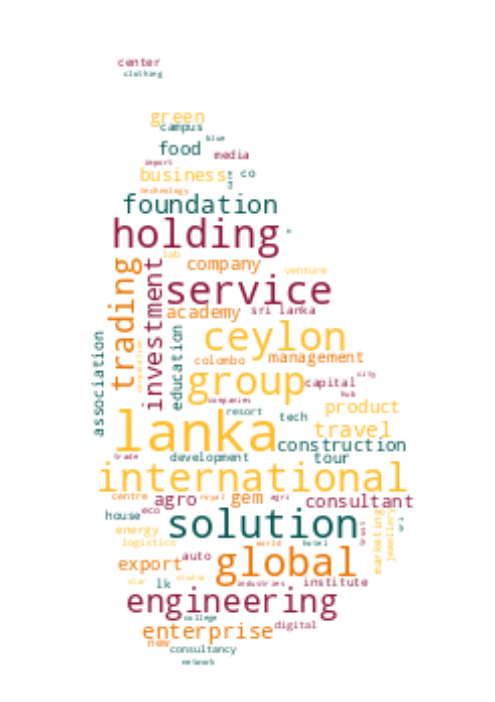 center
clothing
green
campus
blue
food
media
import
business
co
technology
foundation
holding
lab
company
venture
trading
investment
service
academy
sri lanka
ceylon
association
education
colombo
management
group
capital
city
hub
companies
product
resort
tech
lanka
travel
construction
trade
development
tour
international
centre
agro
royal
gem
agri
consultant
house
eco
solution
marketing
jewellery
energy
trust
logistics
world
hotel
export
auto
global
star
lk
studio
industries
institute
engineering
college
enterprise
digital
new
consultancy
network